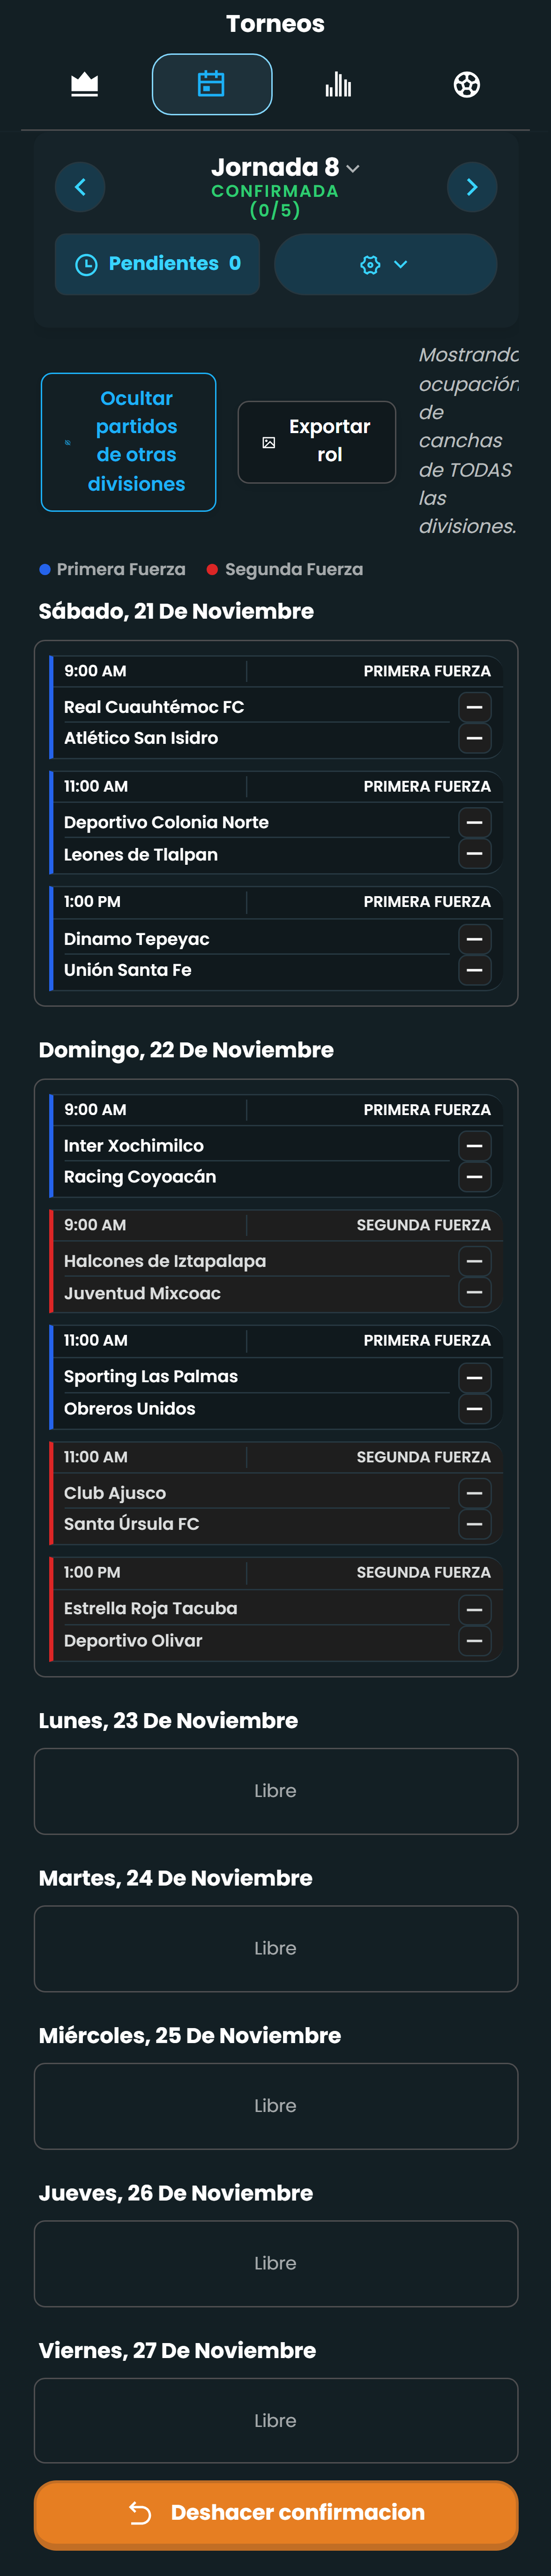 Torneos
Jornada 8
CONFIRMADA
(0/5)
Pendientes 0
Ocultar
partidos
de otras
divisiones
Exportar
rol
Mostrando
ocupación
de
canchas
de TODAS
las
divisiones.
Primera Fuerza Segunda Fuerza
Sábado, 21 De Noviembre
9:00 AM PRIMERA FUERZA
Real Cuauhtémoc FC —
Atlético San Isidro —
11:00 AM PRIMERA FUERZA
Deportivo Colonia Norte —
Leones de Tlalpan —
1:00 PM PRIMERA FUERZA
Dinamo Tepeyac —
Unión Santa Fe —
Domingo, 22 De Noviembre
9:00 AM PRIMERA FUERZA
Inter Xochimilco —
Racing Coyoacán —
9:00 AM SEGUNDA FUERZA
Halcones de Iztapalapa —
Juventud Mixcoac —
11:00 AM PRIMERA FUERZA
Sporting Las Palmas —
Obreros Unidos —
11:00 AM SEGUNDA FUERZA
Club Ajusco —
Santa Úrsula FC —
1:00 PM SEGUNDA FUERZA
Estrella Roja Tacuba —
Deportivo Olivar —
Lunes, 23 De Noviembre
Libre
Martes, 24 De Noviembre
Libre
Miércoles, 25 De Noviembre
Libre
Jueves, 26 De Noviembre
Libre
Viernes, 27 De Noviembre
Libre
Deshacer confirmacion